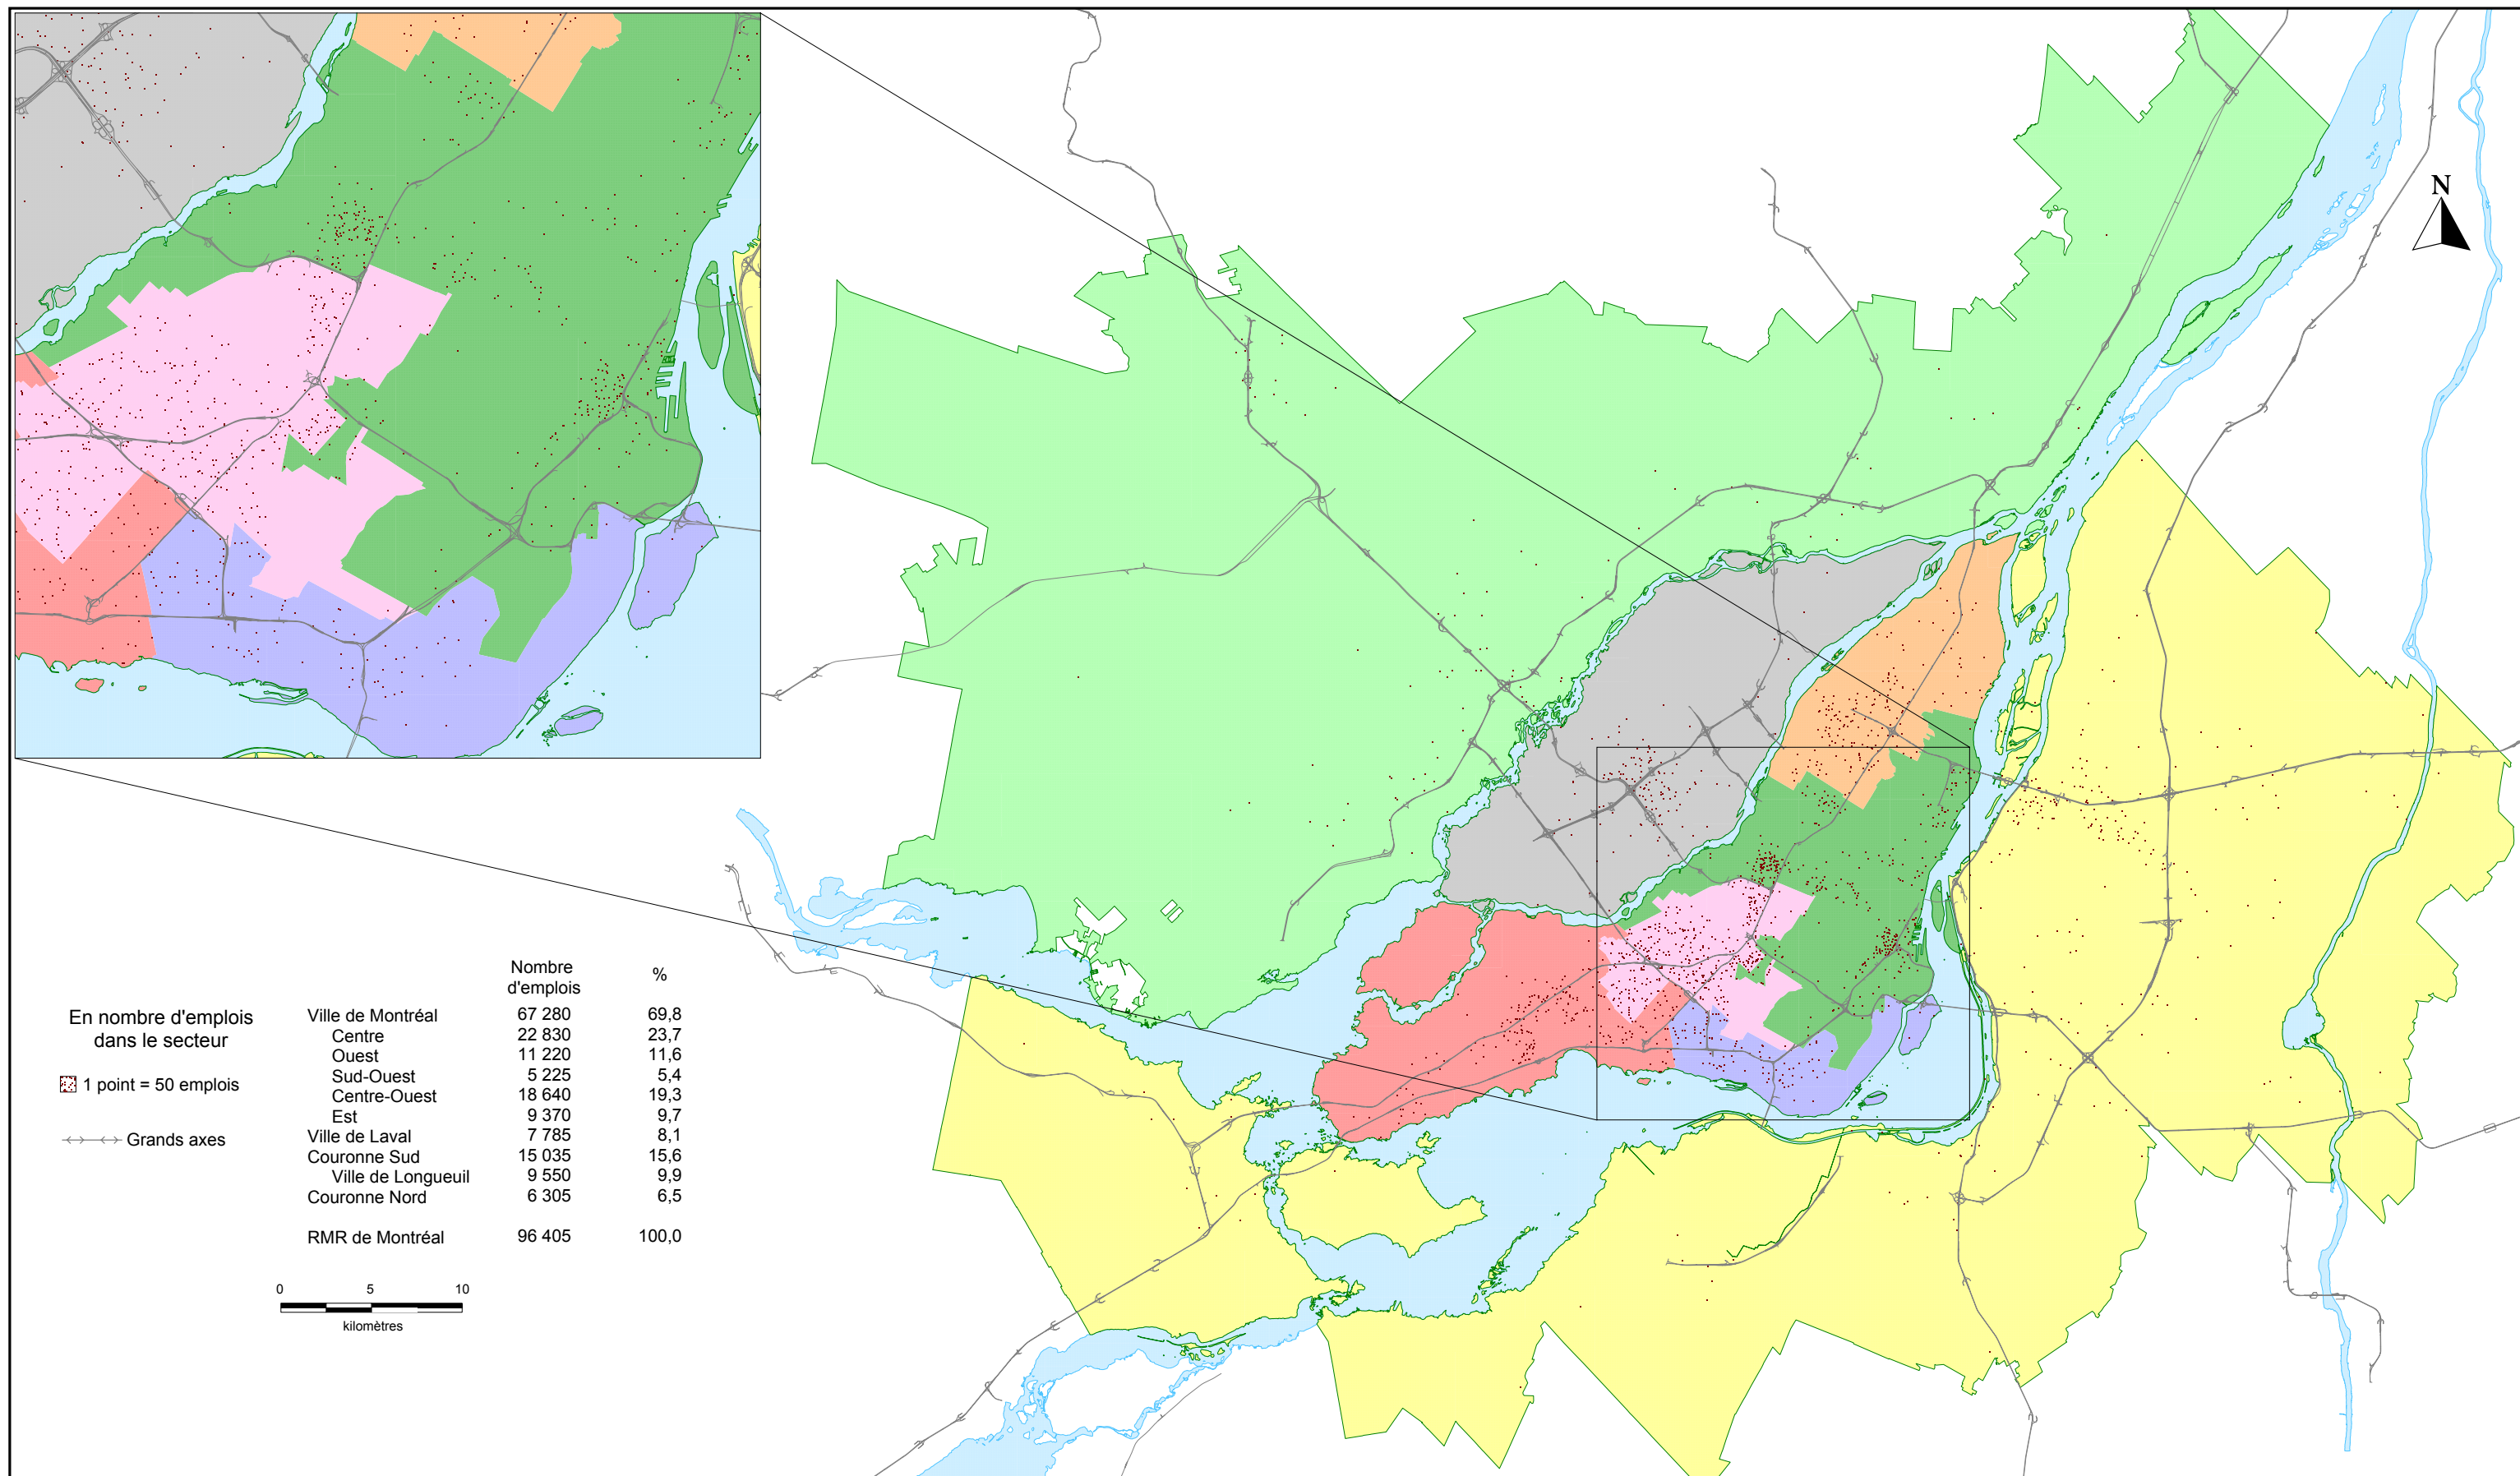 N
Nombre
d'emplois
%
En nombre d'emplois
dans le secteur
1 point = 50 emplois
Grands axes
Ville de Montréal 67 280 69,8
Centre 22 830 23,7
Ouest 11 220 11,6
Sud-Ouest 5 225 5,4
Centre-Ouest 18 640 19,3
Est 9 370 9,7
Ville de Laval 7 785 8,1
Couronne Sud 15 035 15,6
Ville de Longueuil 9 550 9,9
Couronne Nord 6 305 6,5
RMR de Montréal 96 405 100,0
0 5 10
kilomètres